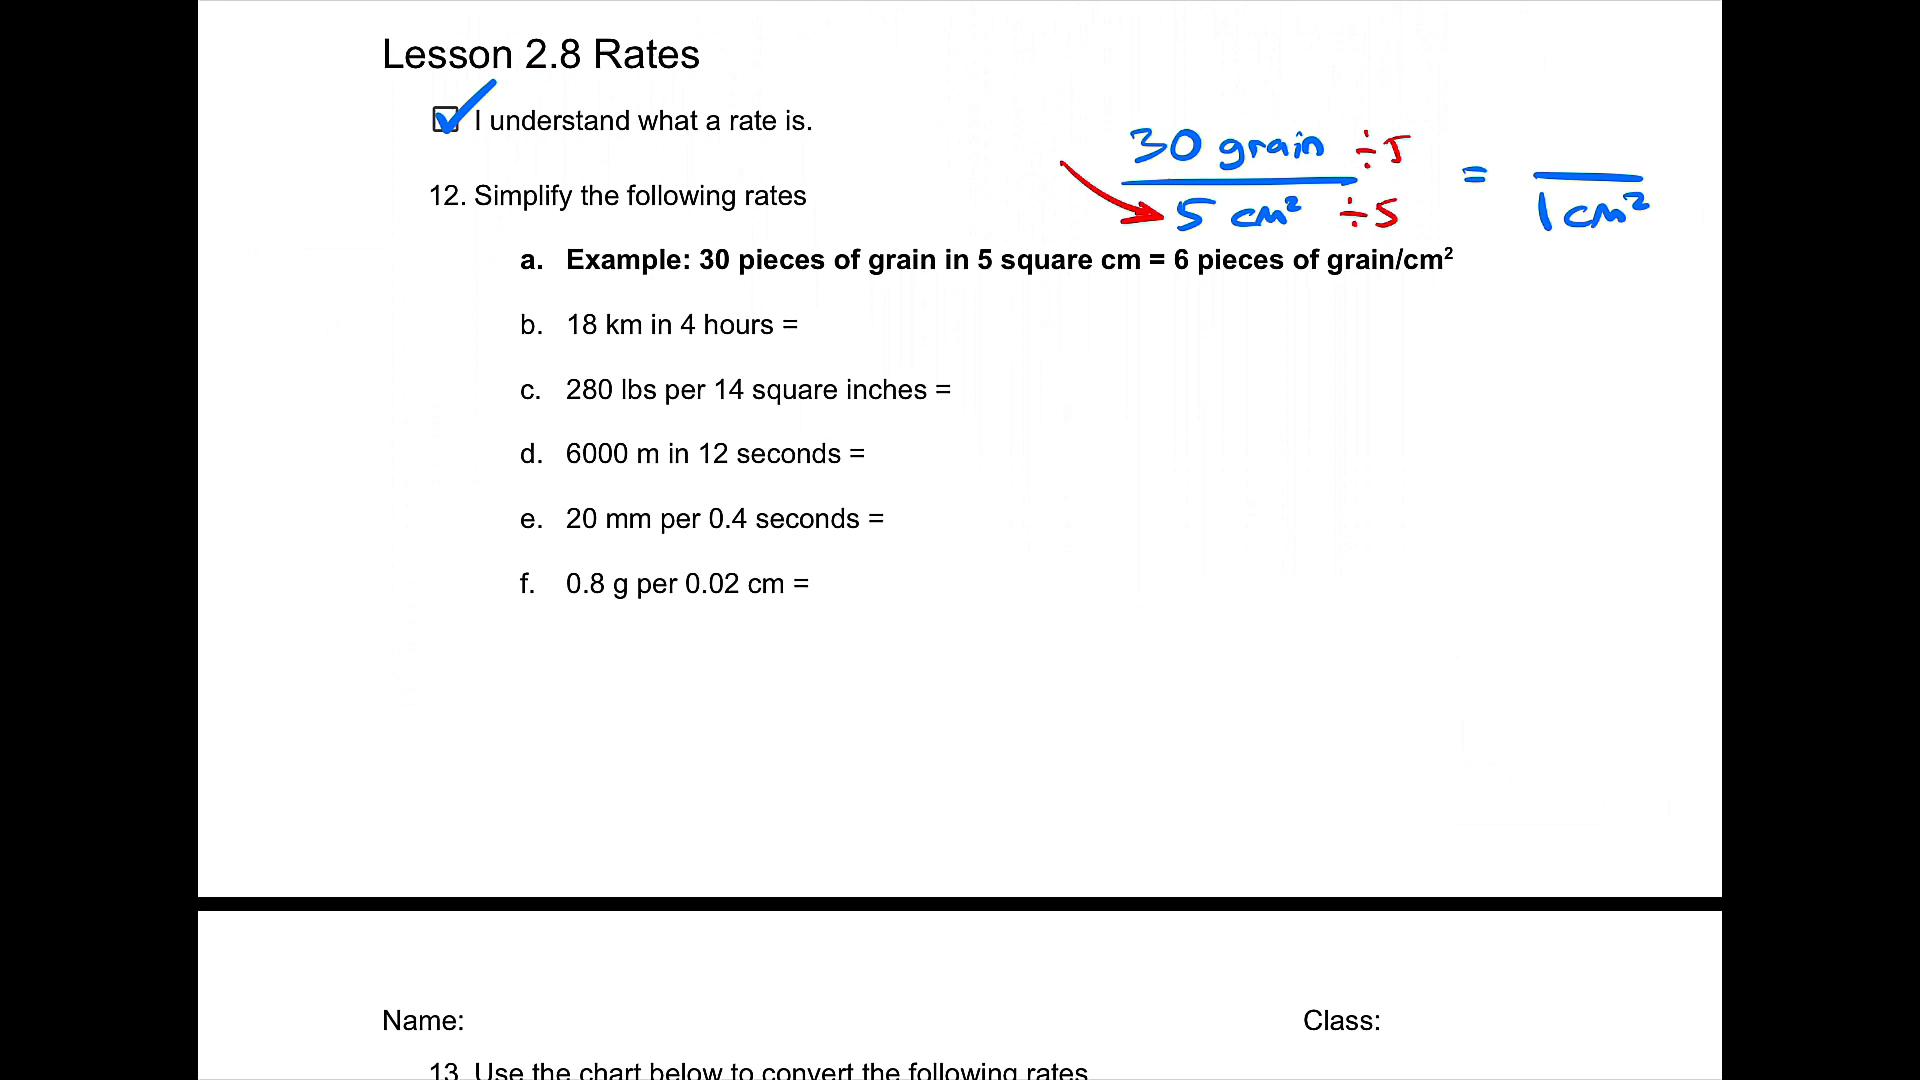 Lesson 2.8 Rates
I understand what a rate is.
30 grain ÷5
5 cm² ÷5
=
1 cm²
12. Simplify the following rates
a. Example: 30 pieces of grain in 5 square cm = 6 pieces of grain/cm²
b. 18 km in 4 hours =
c. 280 lbs per 14 square inches =
d. 6000 m in 12 seconds =
e. 20 mm per 0.4 seconds =
f. 0.8 g per 0.02 cm =
Name: Class:
13. Use the chart below to convert the following rates